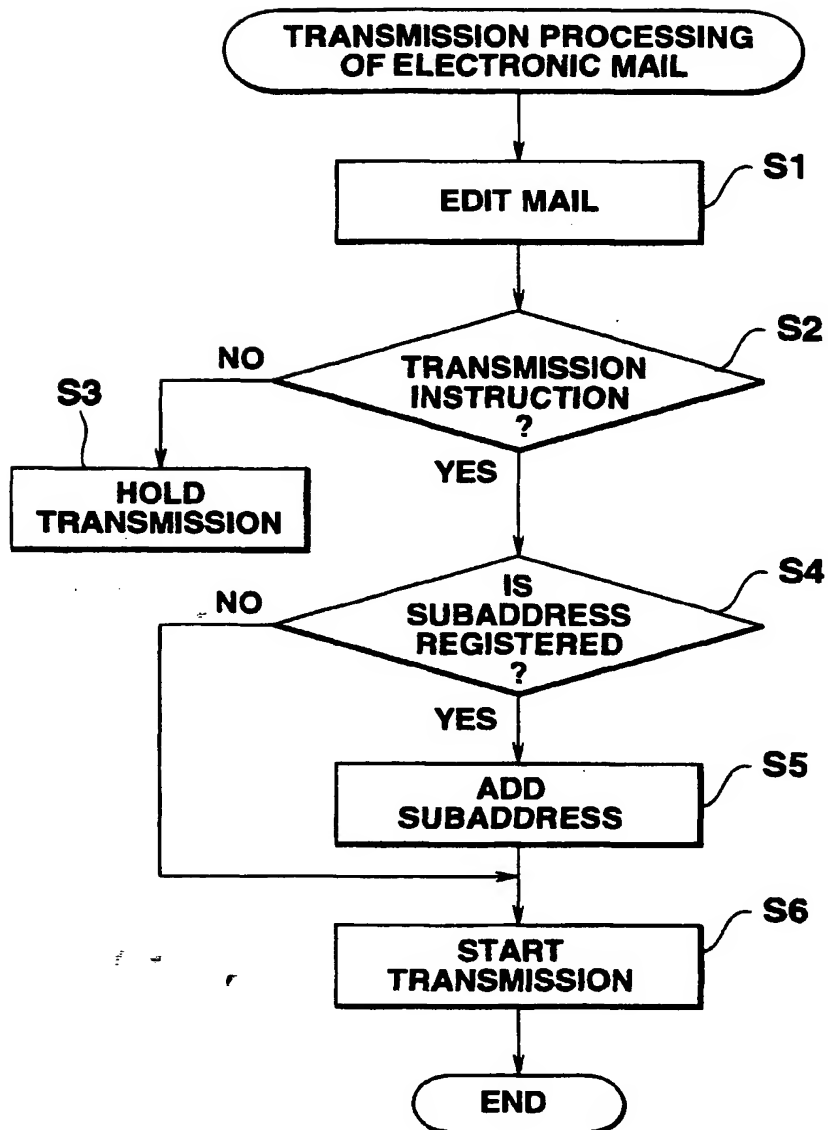 TRANSMISSION PROCESSING
OF ELECTRONIC MAIL
S1
EDIT MAIL
S2
NO
TRANSMISSION
INSTRUCTION
?
S3
YES
HOLD
TRANSMISSION
S4
NO
IS
SUBADDRESS
REGISTERED
?
YES
S5
ADD
SUBADDRESS
S6
START
TRANSMISSION
END